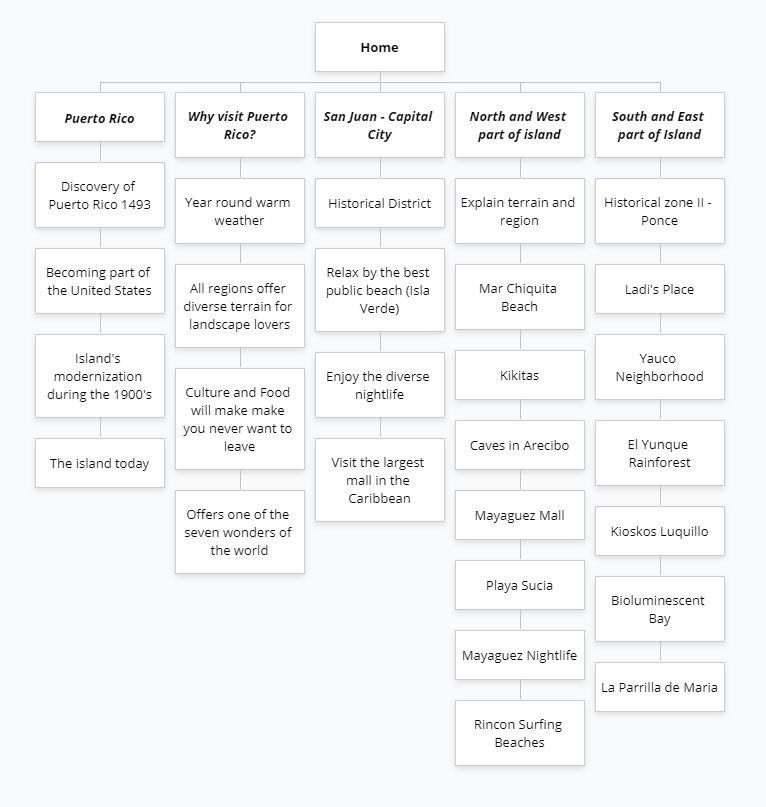 Home
Puerto Rico
Discovery of
Puerto Rico 1493
Becoming part of
the United States
Island's
modernization
during the 1900's
The island today
Why visit Puerto
Rico?
Year round warm
weather
All regions offer
diverse terrain for
landscape lovers
Culture and Food
will make make
you never want to
leave
Offers one of the
seven wonders of
the world
San Juan - Capital
City
Historical District
Relax by the best
public beach (Isla
Verde)
Enjoy the diverse
nightlife
Visit the largest
mall in the
Caribbean
North and West
part of island
Explain terrain and
region
Mar Chiquita
Beach
Kikitas
Caves in Arecibo
Mayaguez Mall
Playa Sucia
Mayaguez Nightlife
Rincon Surfing
Beaches
South and East
part of Island
Historical zone II -
Ponce
Ladi's Place
Yauco
Neighborhood
El Yunque
Rainforest
Kioskos Luquillo
Bioluminescent
Bay
La Parrilla de Maria